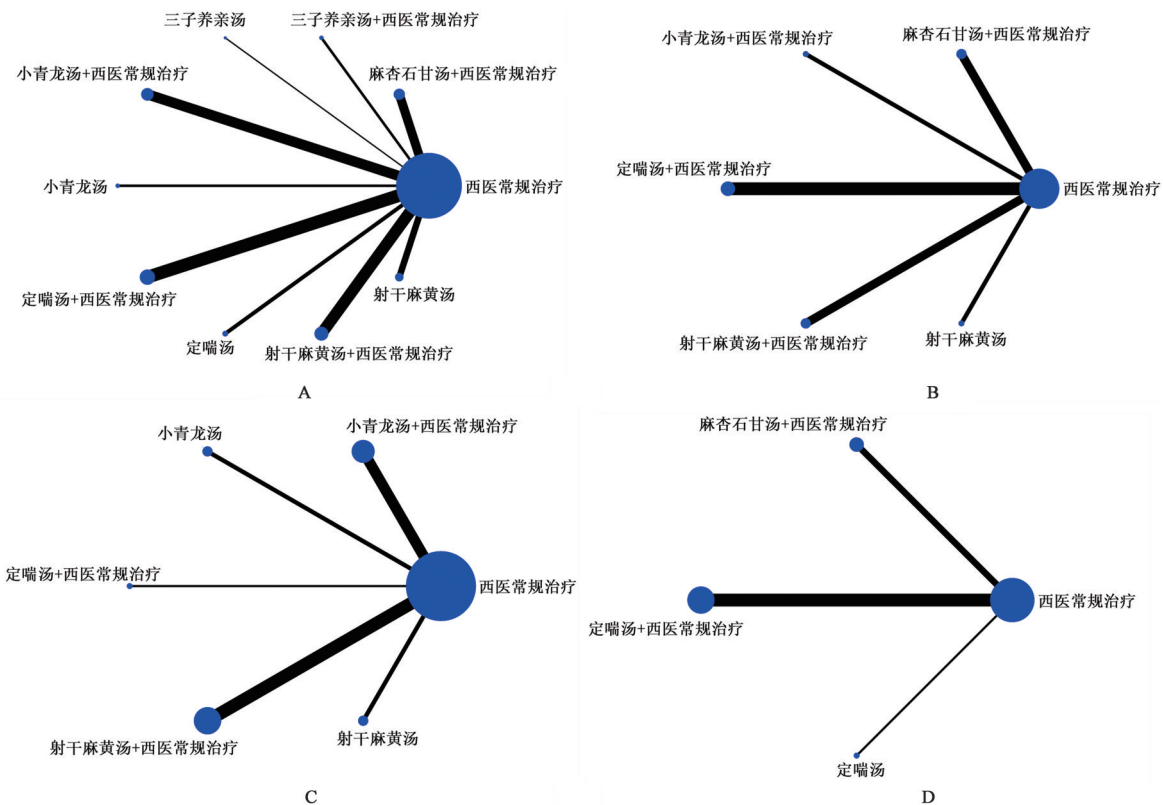 三子养亲汤
三子养亲汤+西医常规治疗
小青龙汤+西医常规治疗
麻杏石甘汤+西医常规治疗
小青龙汤
西医常规治疗
定喘汤+西医常规治疗
射干麻黄汤
定喘汤
射干麻黄汤+西医常规治疗
A
小青龙汤+西医常规治疗
麻杏石甘汤+西医常规治疗
定喘汤+西医常规治疗
西医常规治疗
射干麻黄汤+西医常规治疗
射干麻黄汤
B
小青龙汤
小青龙汤+西医常规治疗
定喘汤+西医常规治疗
西医常规治疗
射干麻黄汤+西医常规治疗
射干麻黄汤
C
麻杏石甘汤+西医常规治疗
西医常规治疗
定喘汤+西医常规治疗
定喘汤
D